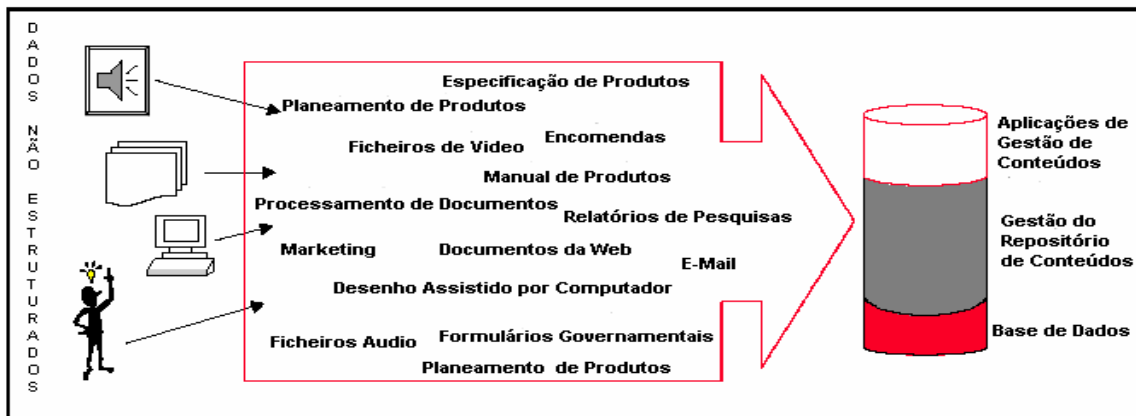 DADOS NÃO ESTRUTURADOS
Especificação de Produtos
Planeamento de Produtos
Encomendas
Ficheiros de Video
Manual de Produtos
Processamento de Documentos
Relatórios de Pesquisas
Marketing
Documentos da Web
E-Mail
Desenho Assistido por Computador
Ficheiros Audio
Formulários Governamentais
Planeamento de Produtos
Aplicações de
Gestão de
Conteúdos
Gestão do
Repositório
de Conteúdos
Base de Dados